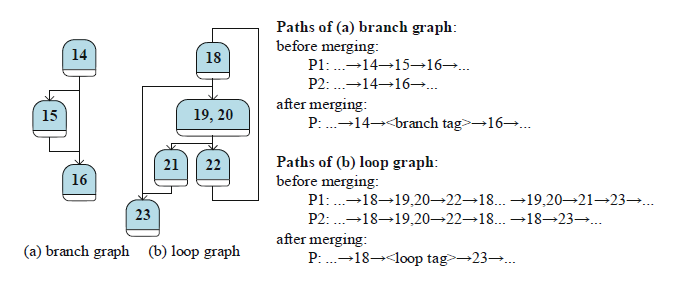 14
15
16
(a) branch graph
18
19, 20
21
22
23
(b) loop graph
Paths of (a) branch graph:
before merging:
P1: ...→14→15→16→...
P2: ...→14→16→...
after merging:
P: ...→14→<branch tag>→16→...
Paths of (b) loop graph:
before merging:
P1: ...→18→19,20→22→18... →19,20→21→23→...
P2: ...→18→19,20→22→18... →18→23→...
after merging:
P: ...→18→<loop tag>→23→...